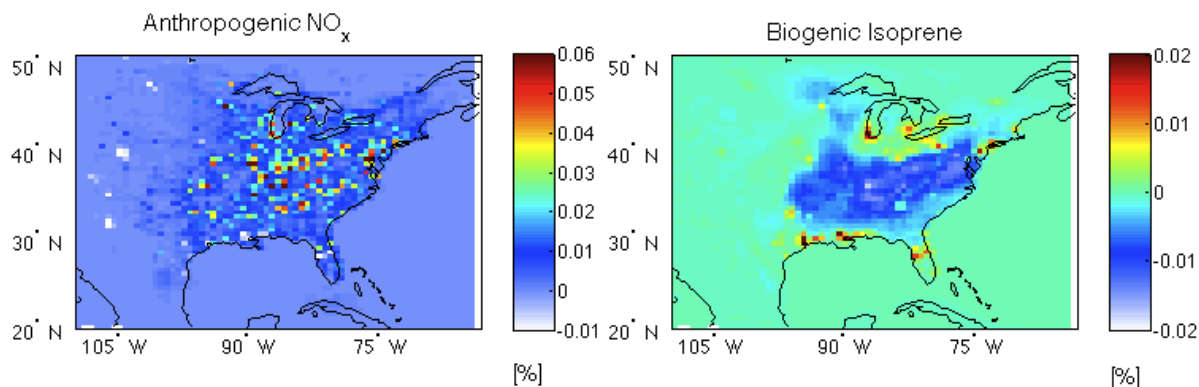 Anthropogenic NOx
Biogenic Isoprene
50° N
40° N
30° N
20° N
105° W
90° W
75° W
0.06
0.05
0.04
0.03
0.02
0.01
0
-0.01
[%]
50° N
40° N
30° N
20° N
105° W
90° W
75° W
0.02
0.01
0
-0.01
-0.02
[%]